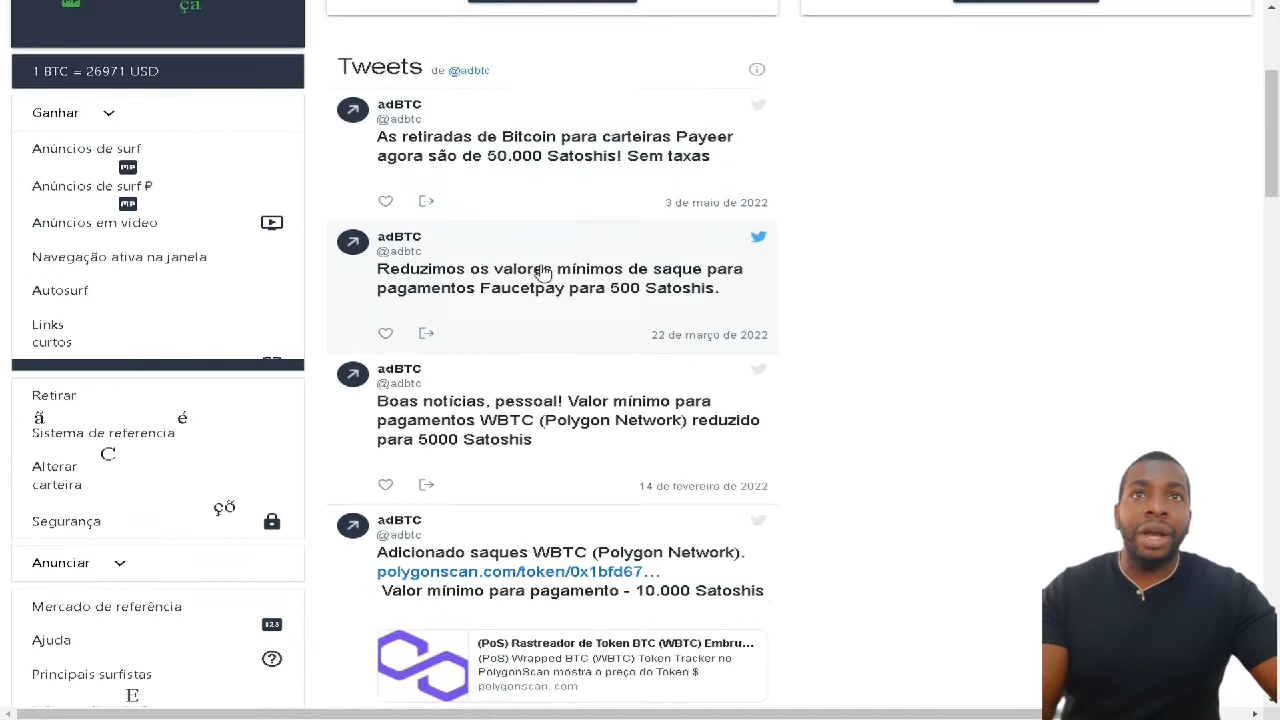 ça
1 BTC = 26971 USD
Ganhar
Anúncios de surf
Anúncios de surf ₽
Anúncios em vídeo
Navegação ativa na janela
Autosurf
Links
curtos
Retirar
ã é
Sistema de referencia
C
Alterar
carteira
çõ
Segurança
Anunciar
Mercado de referência
123
Ajuda
Principais surfistas
E
Tweets de @adbtc
adBTC
@adbtc
As retiradas de Bitcoin para carteiras Payeer
agora são de 50.000 Satoshis! Sem taxas
3 de maio de 2022
adBTC
@adbtc
Reduzimos os valores mínimos de saque para
pagamentos Faucetpay para 500 Satoshis.
22 de março de 2022
adBTC
@adbtc
Boas notícias, pessoal! Valor mínimo para
pagamentos WBTC (Polygon Network) reduzido
para 5000 Satoshis
14 de fevereiro de 2022
adBTC
@adbtc
Adicionado saques WBTC (Polygon Network).
polygonscan.com/token/0x1bfd67...
Valor mínimo para pagamento - 10.000 Satoshis
(PoS) Rastreador de Token BTC (WBTC) Embru...
(PoS) Wrapped BTC (WBTC) Token Tracker no
PolygonScan mostra o preço do Token $
polygonscan. com